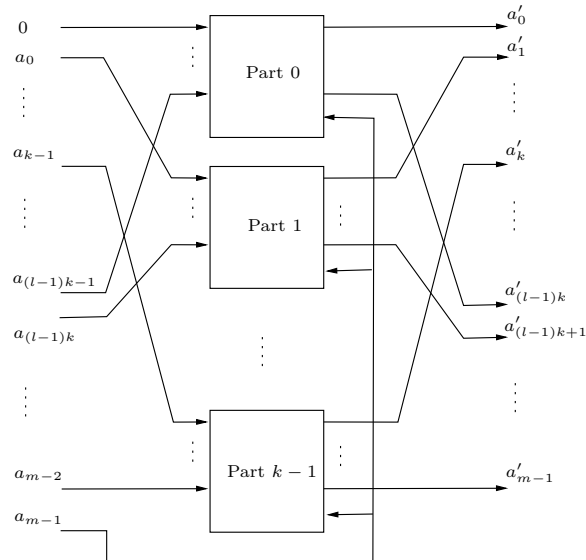 0
a_0
a_{k-1}
a_{(l-1)k-1}
a_{(l-1)k}
a_{m-2}
a_{m-1}
Part 0
Part 1
Part k − 1
a'_0
a'_1
a'_k
a'_{(l-1)k}
a'_{(l-1)k+1}
a'_{m-1}